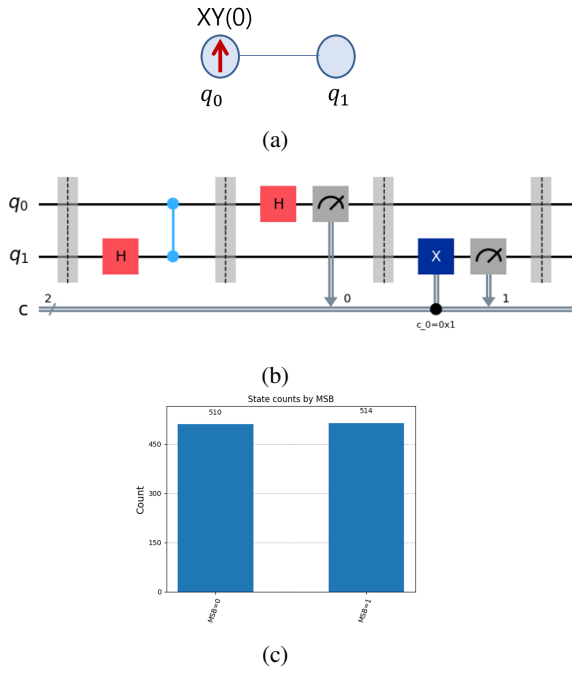 XY(0)
q₀ q₁
(a)
q₀ H H
q₁ H X
c 2 0 1
c_0=0x1
(b)
State counts by MSB
510 514
450
300
150
0
Count
MSB=0 MSB=1
(c)